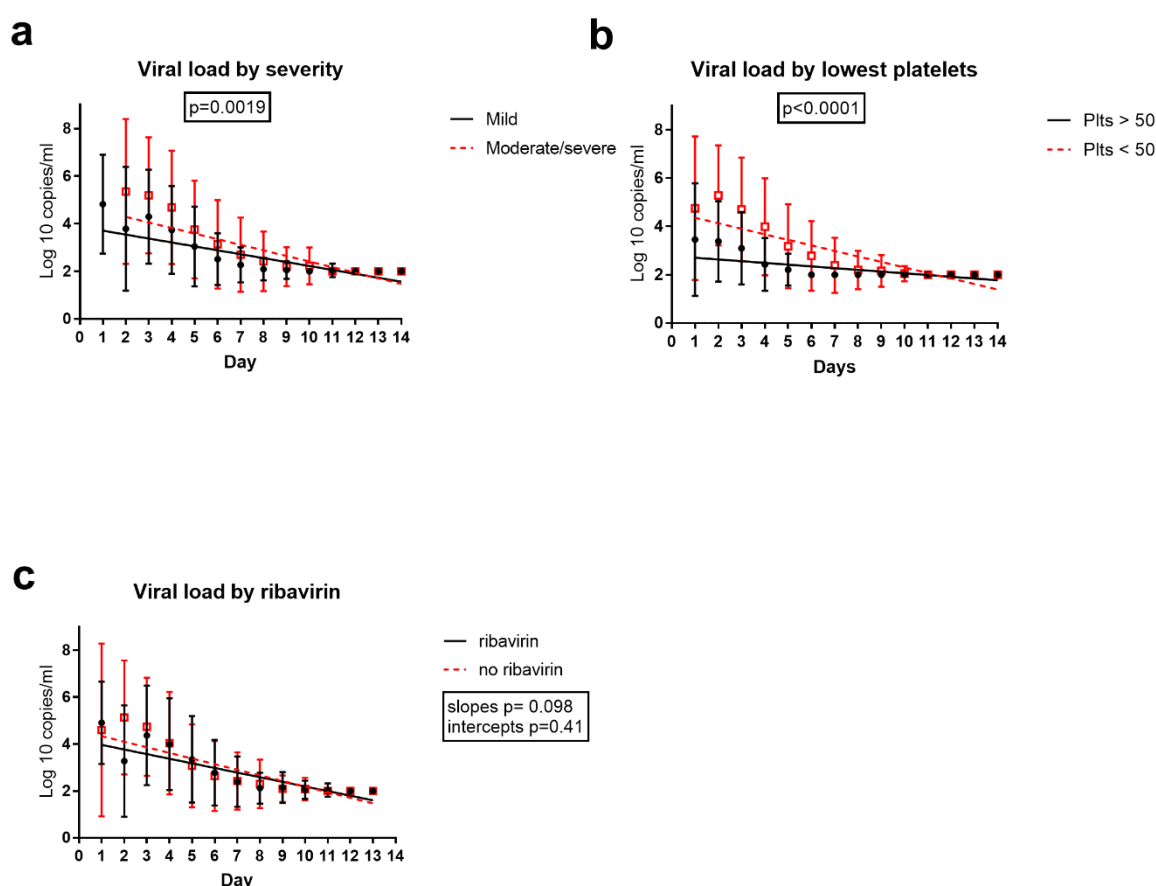 a
Viral load by severity
p=0.0019
Mild
Moderate/severe
Log 10 copies/ml
8
6
4
2
0
0 1 2 3 4 5 6 7 8 9 10 11 12 13 14
Day
b
Viral load by lowest platelets
p<0.0001
Plts > 50
Plts < 50
Log 10 copies/ml
8
6
4
2
0
0 1 2 3 4 5 6 7 8 9 10 11 12 13 14
Days
c
Viral load by ribavirin
ribavirin
no ribavirin
slopes p= 0.098
intercepts p=0.41
Log 10 copies/ml
8
6
4
2
0
0 1 2 3 4 5 6 7 8 9 10 11 12 13 14
Day